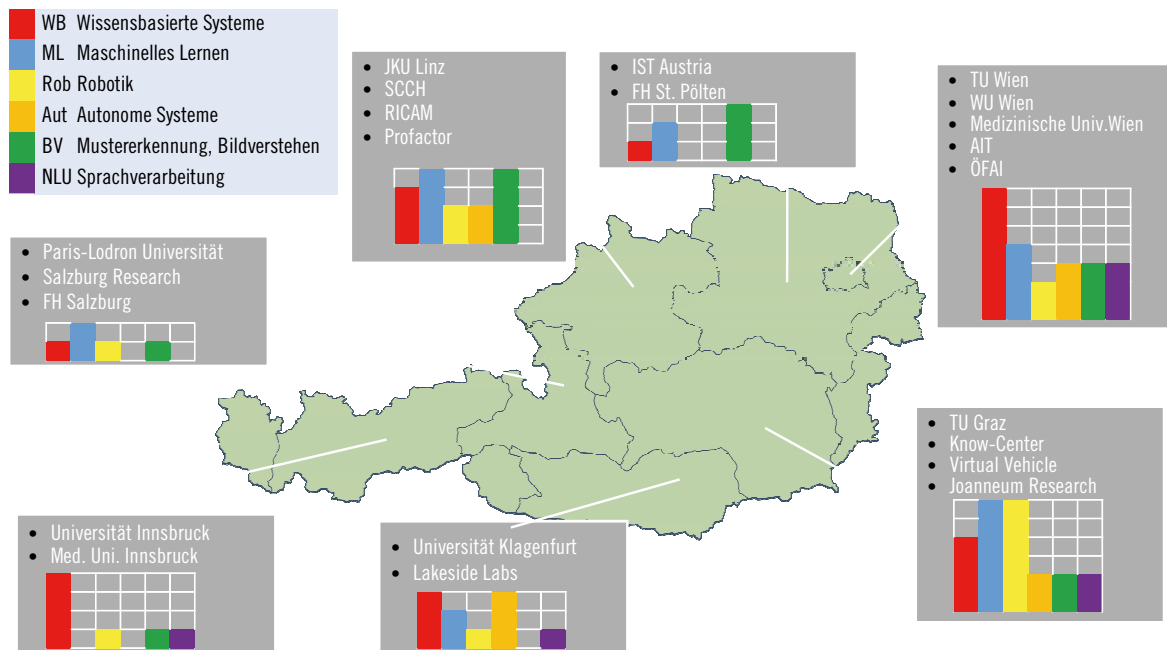 WB Wissensbasierte Systeme
ML Maschinelles Lernen
Rob Robotik
Aut Autonome Systeme
BV Mustererkennung, Bildverstehen
NLU Sprachverarbeitung
• JKU Linz
• SCCH
• RICAM
• Profactor
• IST Austria
• FH St. Pölten
• TU Wien
• WU Wien
• Medizinische Univ.Wien
• AIT
• ÖFAI
• Paris-Lodron Universität
• Salzburg Research
• FH Salzburg
• TU Graz
• Know-Center
• Virtual Vehicle
• Joanneum Research
• Universität Innsbruck
• Med. Uni. Innsbruck
• Universität Klagenfurt
• Lakeside Labs